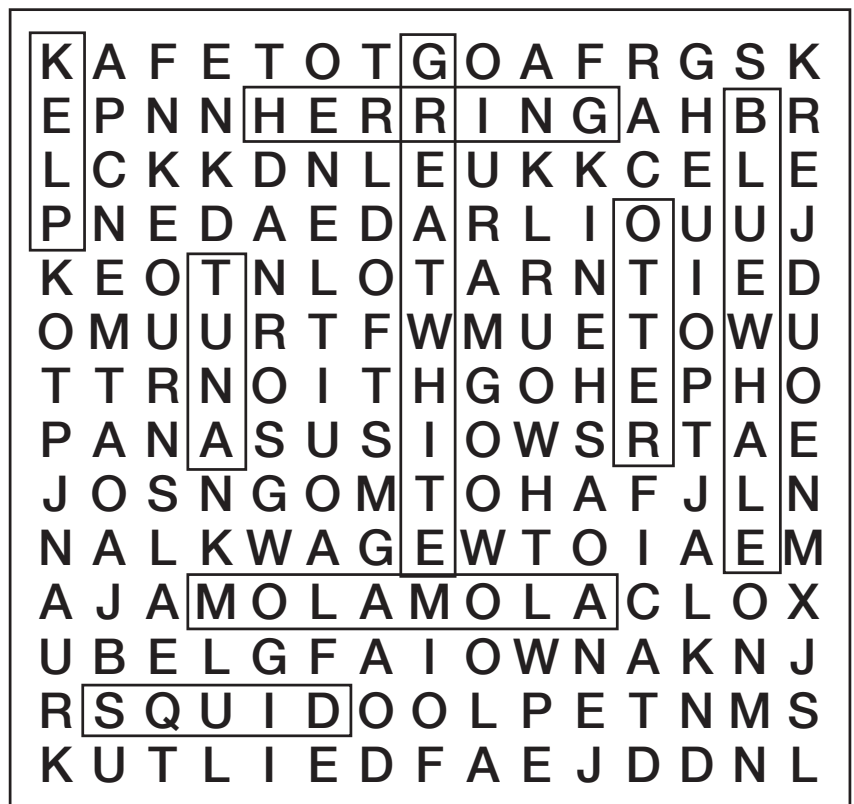 K A F E T O T G O A F R G S K
E P N N H E R R I N G A H B R
L C K K D N L E U K K C E L E
P N E D A E D A R L I O U U J
K E O T N L O T A R N T I E D
O M U U R T F W M U E T O W U
T T R N O I T H G O H E P H O
P A N A S U S I O W S R T A E
J O S N G O M T O H A F J L N
N A L K W A G E W T O I A E M
A J A M O L A M O L A C L O X
U B E L G F A I O W N A K N J
R S Q U I D O O L P E T N M S
K U T L I E D F A E J D D N L